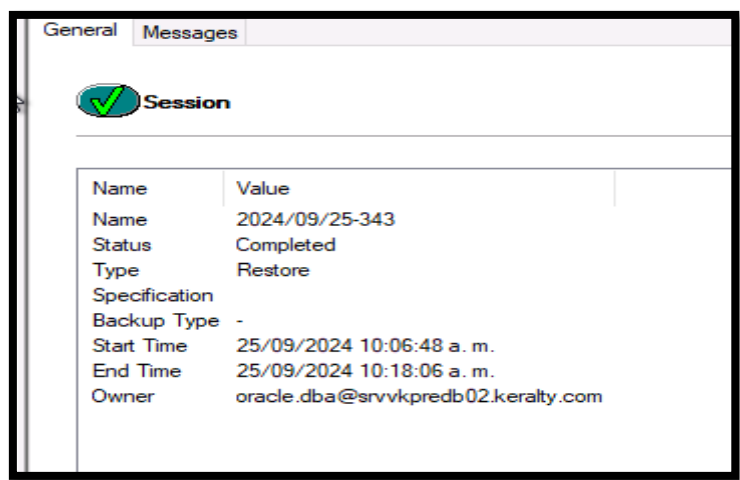 General Messages
Session
Name Value
Name 2024/09/25-343
Status Completed
Type Restore
Specification
Backup Type -
Start Time 25/09/2024 10:06:48 a. m.
End Time 25/09/2024 10:18:06 a. m.
Owner oracle.dba@srvvkpredb02.keralty.com